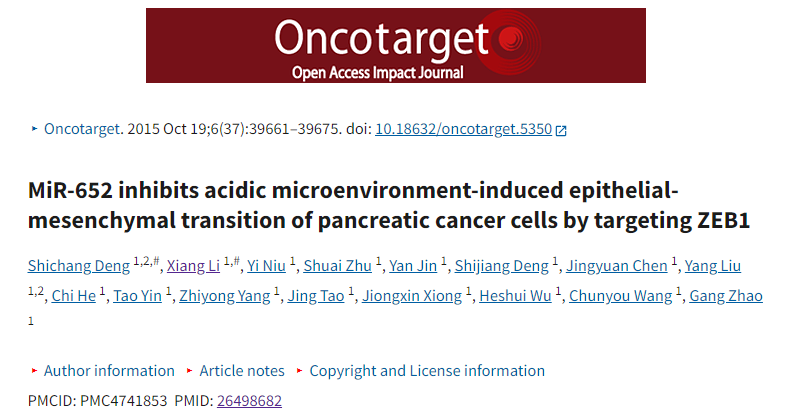 Oncotarget
Open Access Impact Journal
▸ Oncotarget. 2015 Oct 19;6(37):39661–39675. doi: 10.18632/oncotarget.5350
MiR-652 inhibits acidic microenvironment-induced epithelial-
mesenchymal transition of pancreatic cancer cells by targeting ZEB1
Shichang Deng 1,2,#, Xiang Li 1,#, Yi Niu 1, Shuai Zhu 1, Yan Jin 1, Shijiang Deng 1, Jingyuan Chen 1, Yang Liu
1,2, Chi He 1, Tao Yin 1, Zhiyong Yang 1, Jing Tao 1, Jiongxin Xiong 1, Heshui Wu 1, Chunyou Wang 1, Gang Zhao
1
▸ Author information ▸ Article notes ▸ Copyright and License information
PMCID: PMC4741853 PMID: 26498682